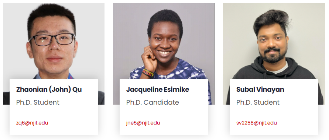 Zhaonian (John) Qu
Ph.D. Student
Jacqueline Esimike
Ph.D. Candidate
Subal Vinayan
Ph.D. Student